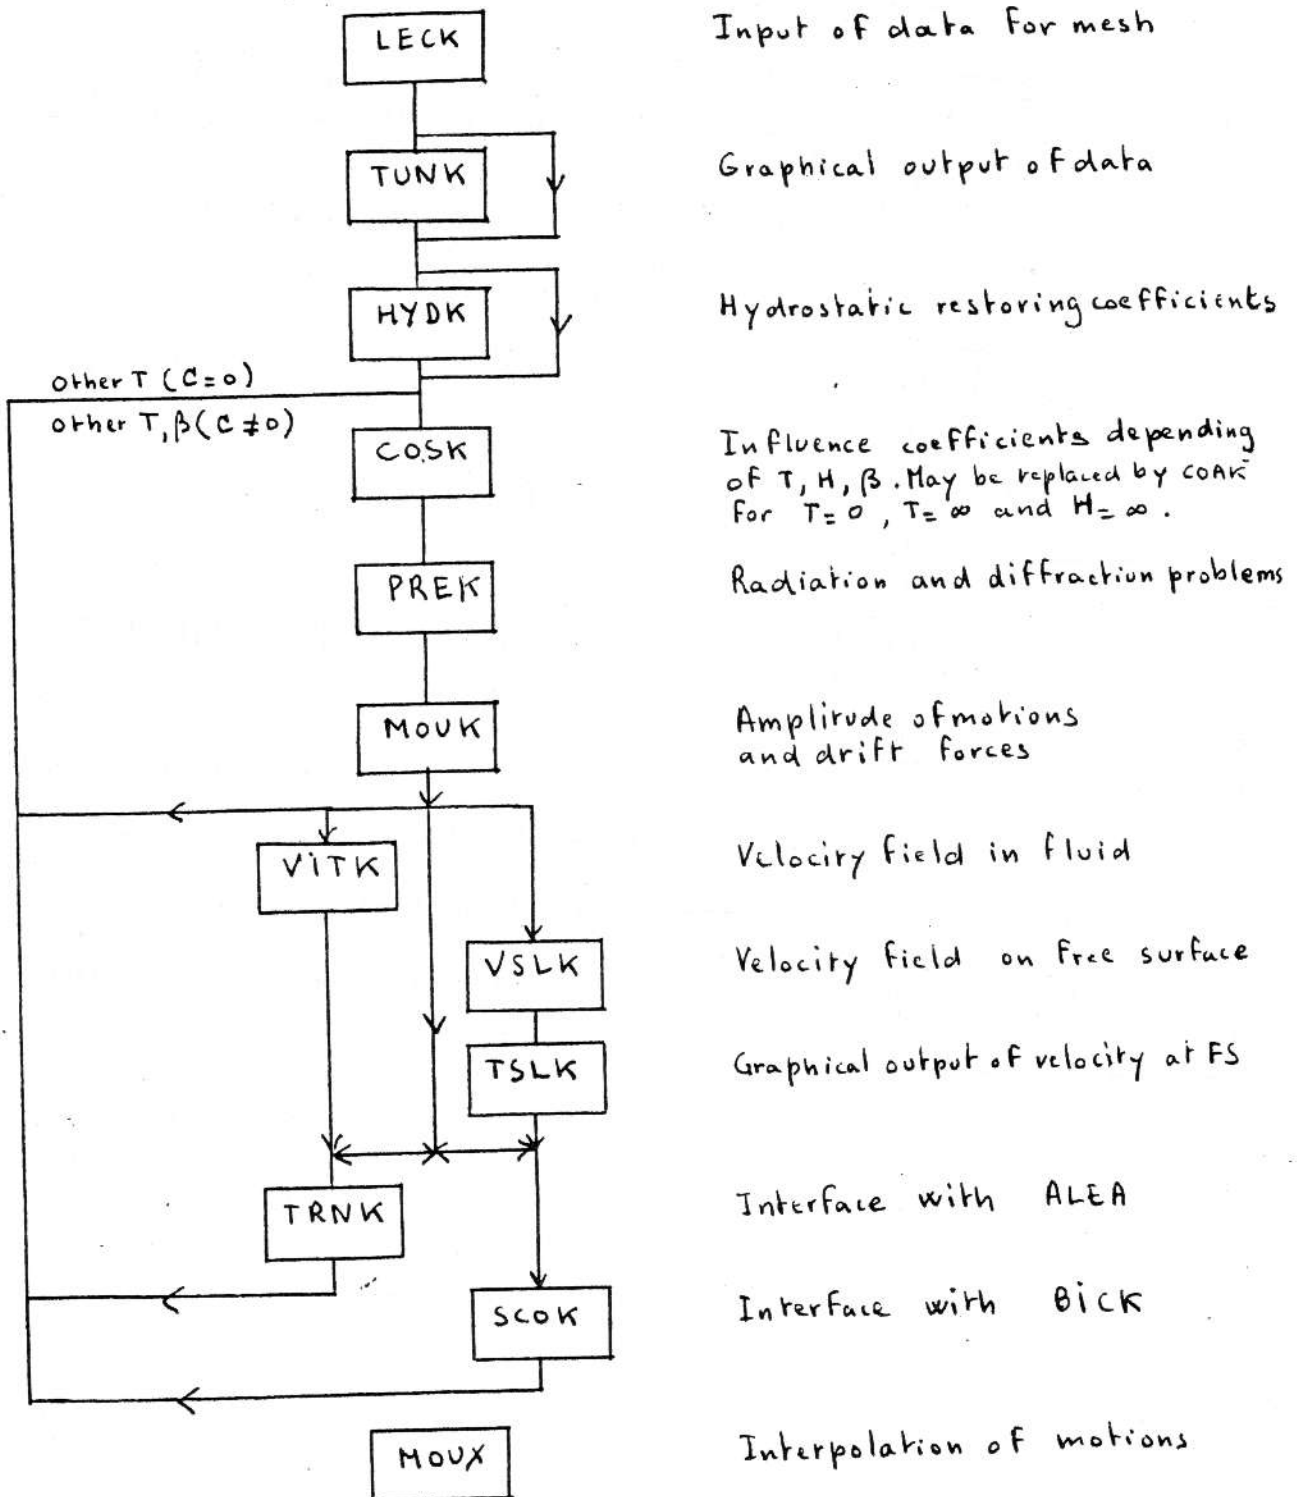 LECK
Input of data for mesh
TUNK
Graphical output of data
HYDK
Hydrostatic restoring coefficients
other T (C=0)
other T, β (C ≠ 0)
COSK
Influence coefficients depending
of T, H, β. May be replaced by COAK
for T=0, T=∞ and H=∞.
PREK
Radiation and diffraction problems
MOUK
Amplitude of motions
and drift forces
VITK
Velocity field in fluid
VSLK
Velocity field on free surface
TSLK
Graphical output of velocity at FS
TRNK
Interface with ALEA
SCOK
Interface with BICK
MOUX
Interpolation of motions